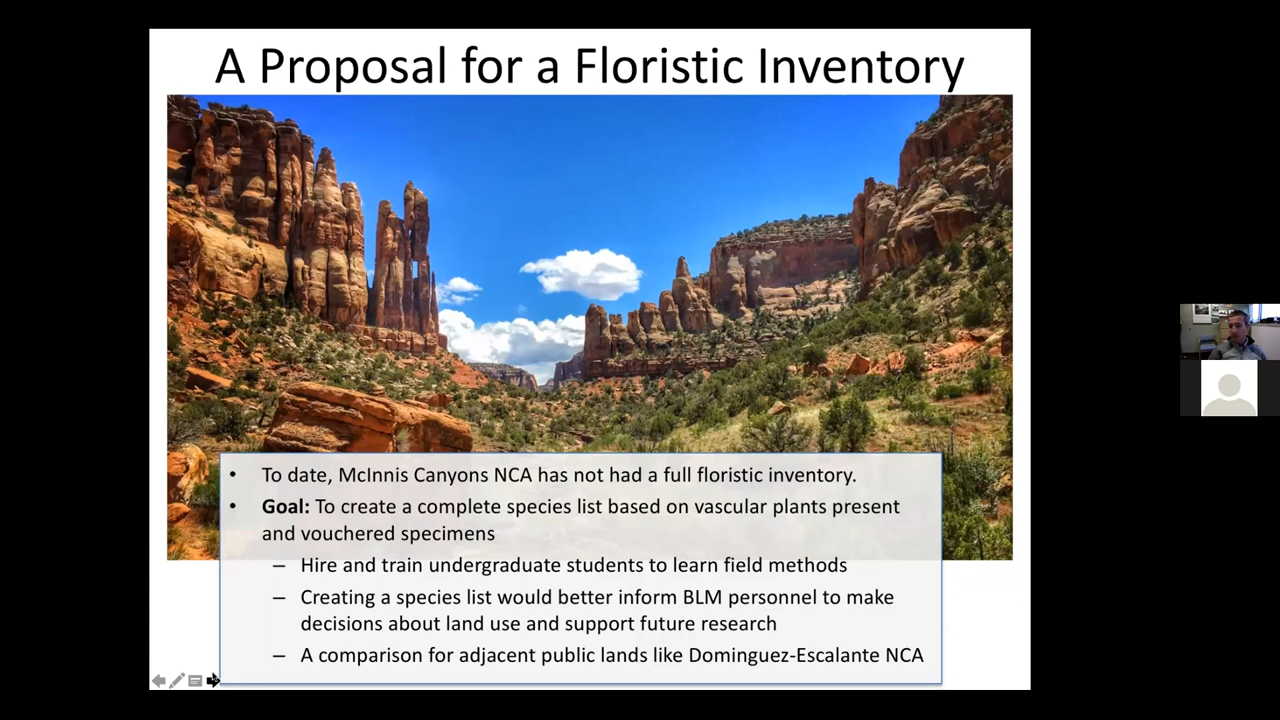 A Proposal for a Floristic Inventory
• To date, McInnis Canyons NCA has not had a full floristic inventory.
• Goal: To create a complete species list based on vascular plants present
and vouchered specimens
– Hire and train undergraduate students to learn field methods
– Creating a species list would better inform BLM personnel to make
decisions about land use and support future research
– A comparison for adjacent public lands like Dominguez-Escalante NCA